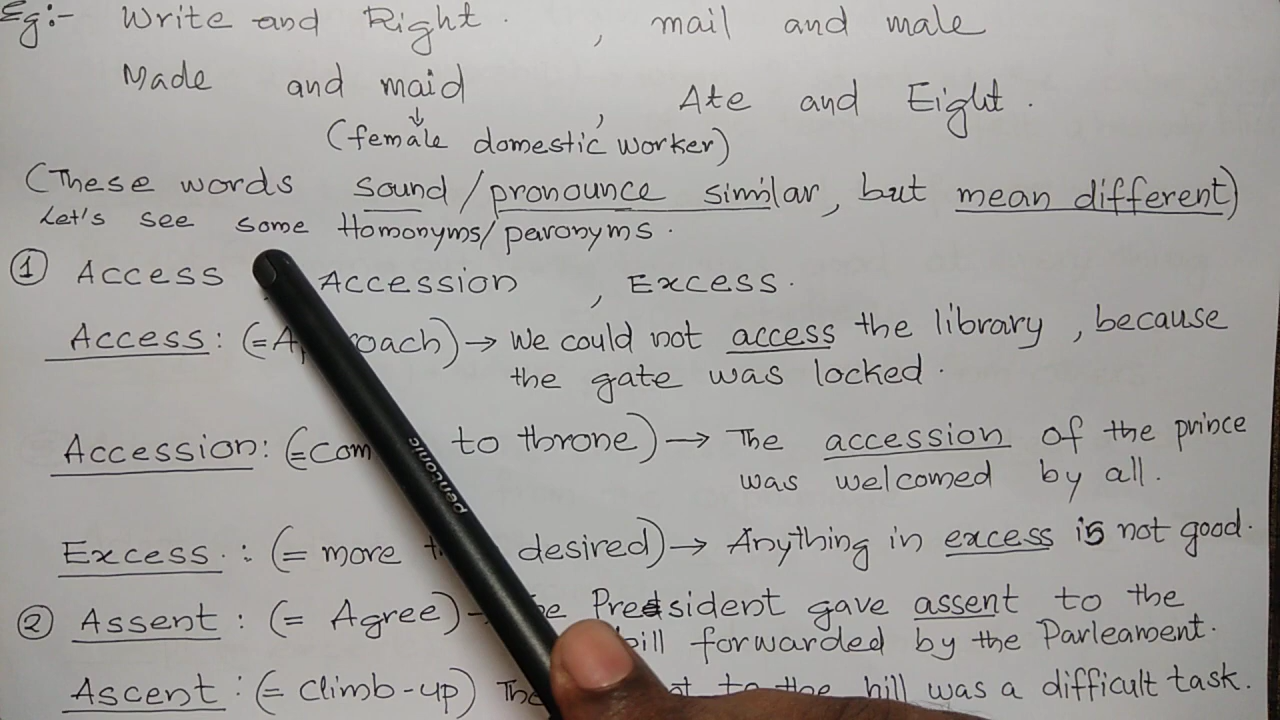 Eg:- Write and Right . , mail and male
Made and maid , Ate and Eight .
(female domestic worker)
(These words sound/pronounce similar, but mean different)
Let's see some Homonyms/paronyms .
① Access Accession , Excess .
Access : (= roach) → We could not access the library , because
the gate was locked .
Accession : (= to throne) → The accession of the prince
was welcomed by all .
Excess . : (= more desired) → Anything in excess is not good .
② Assent : (= Agree) → President gave assent to the
bill forwarded by the Parleament .
Ascent : (= Climb-up) to the hill was a difficult task .
pentonic